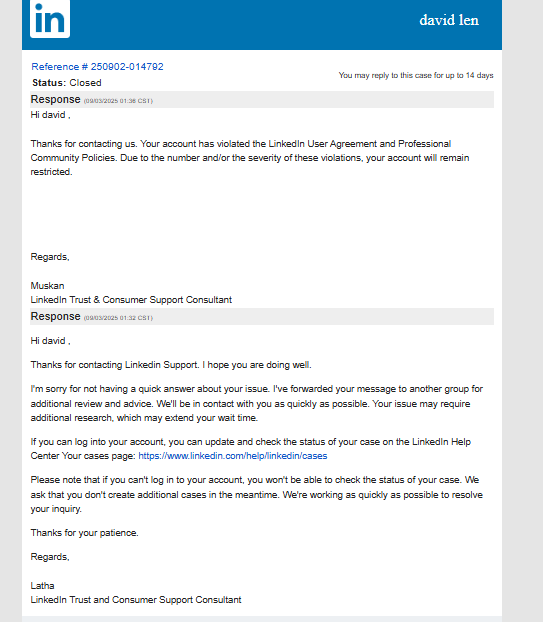 in
david len
Reference # 250902-014792
You may reply to this case for up to 14 days
Status: Closed
Response (09/03/2025 01:36 CST)
Hi david ,
Thanks for contacting us. Your account has violated the LinkedIn User Agreement and Professional
Community Policies. Due to the number and/or the severity of these violations, your account will remain
restricted.
Regards,
Muskan
LinkedIn Trust & Consumer Support Consultant
Response (09/03/2025 01:32 CST)
Hi david ,
Thanks for contacting Linkedin Support. I hope you are doing well.
I'm sorry for not having a quick answer about your issue. I've forwarded your message to another group for
additional review and advice. We'll be in contact with you as quickly as possible. Your issue may require
additional research, which may extend your wait time.
If you can log into your account, you can update and check the status of your case on the LinkedIn Help
Center Your cases page: https://www.linkedin.com/help/linkedin/cases
Please note that if you can't log in to your account, you won't be able to check the status of your case. We
ask that you don't create additional cases in the meantime. We're working as quickly as possible to resolve
your inquiry.
Thanks for your patience.
Regards,
Latha
LinkedIn Trust and Consumer Support Consultant